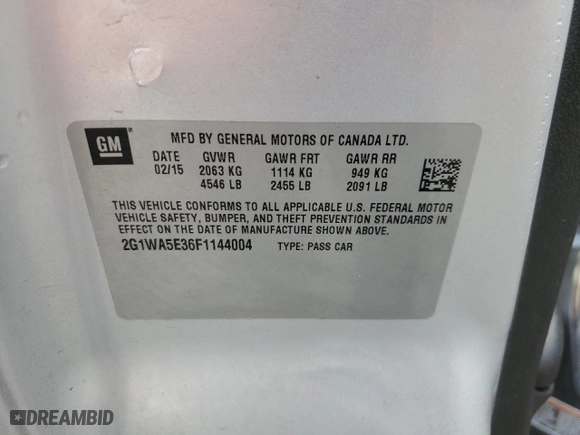 GM
MFD BY GENERAL MOTORS OF CANADA LTD.
DATE GVWR GAWR FRT GAWR RR
02/15 2063 KG 1114 KG 949 KG
4546 LB 2455 LB 2091 LB
THIS VEHICLE CONFORMS TO ALL APPLICABLE U.S. FEDERAL MOTOR
VEHICLE SAFETY, BUMPER, AND THEFT PREVENTION STANDARDS IN
EFFECT ON THE DATE OF MANUFACTURE SHOWN ABOVE.
2G1WA5E36F1144004 TYPE: PASS CAR
DREAMBID